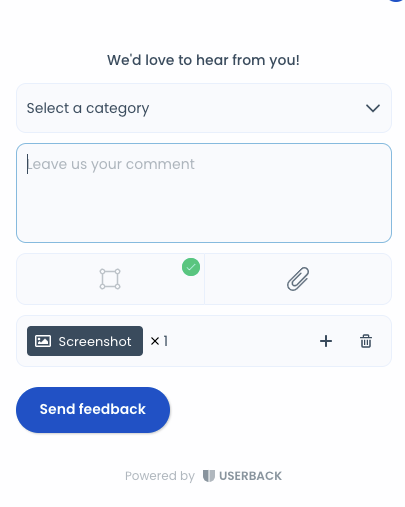 We'd love to hear from you!
Select a category
Leave us your comment
Screenshot × 1
Send feedback
Powered by USERBACK